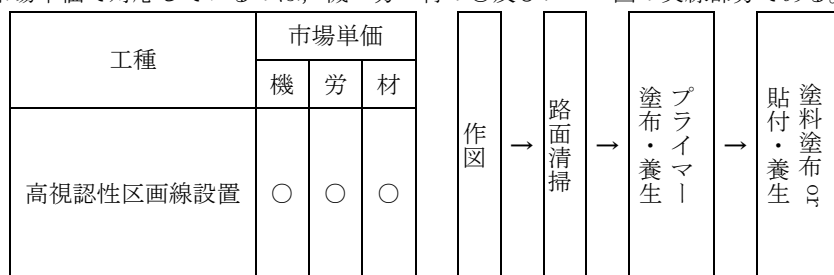 工種
市場単価
機 労 材
高視認性区画線設置 ○ ○ ○
作図
→
路面清掃
→
プライマー
塗布・養生
→
塗料塗布or
貼付・養生